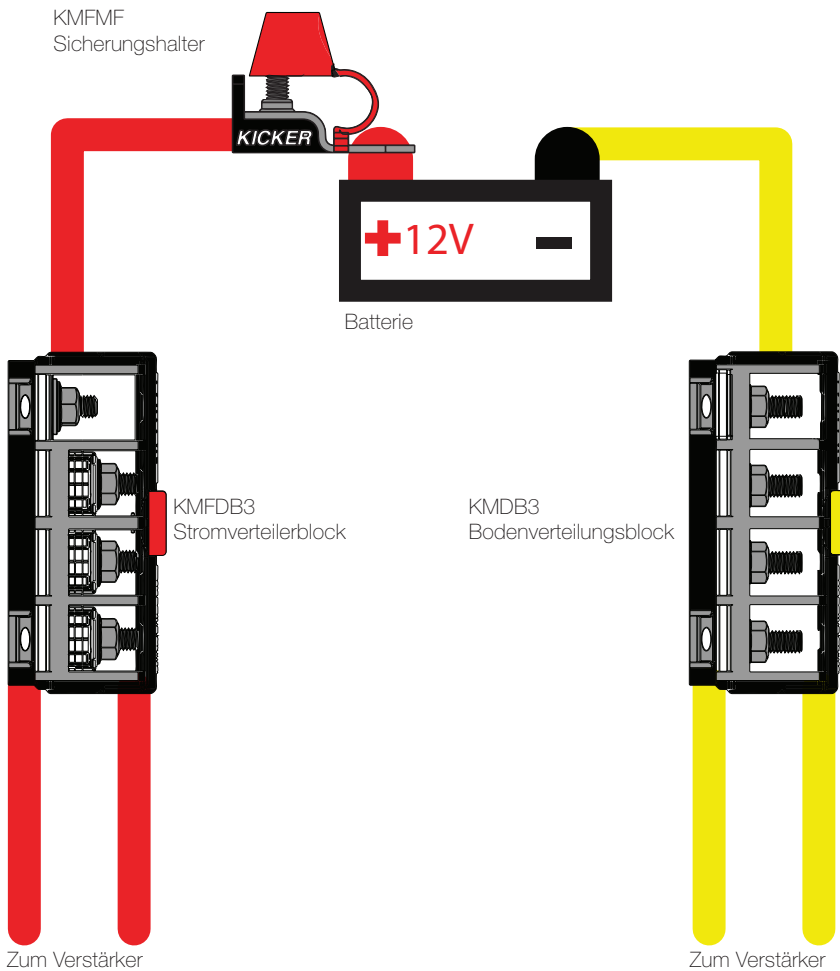 KMFMF
Sicherungshalter
KICKER
+12V -
Batterie
KMFDB3
Stromverteilerblock
KMDB3
Bodenverteilungsblock
Zum Verstärker
Zum Verstärker